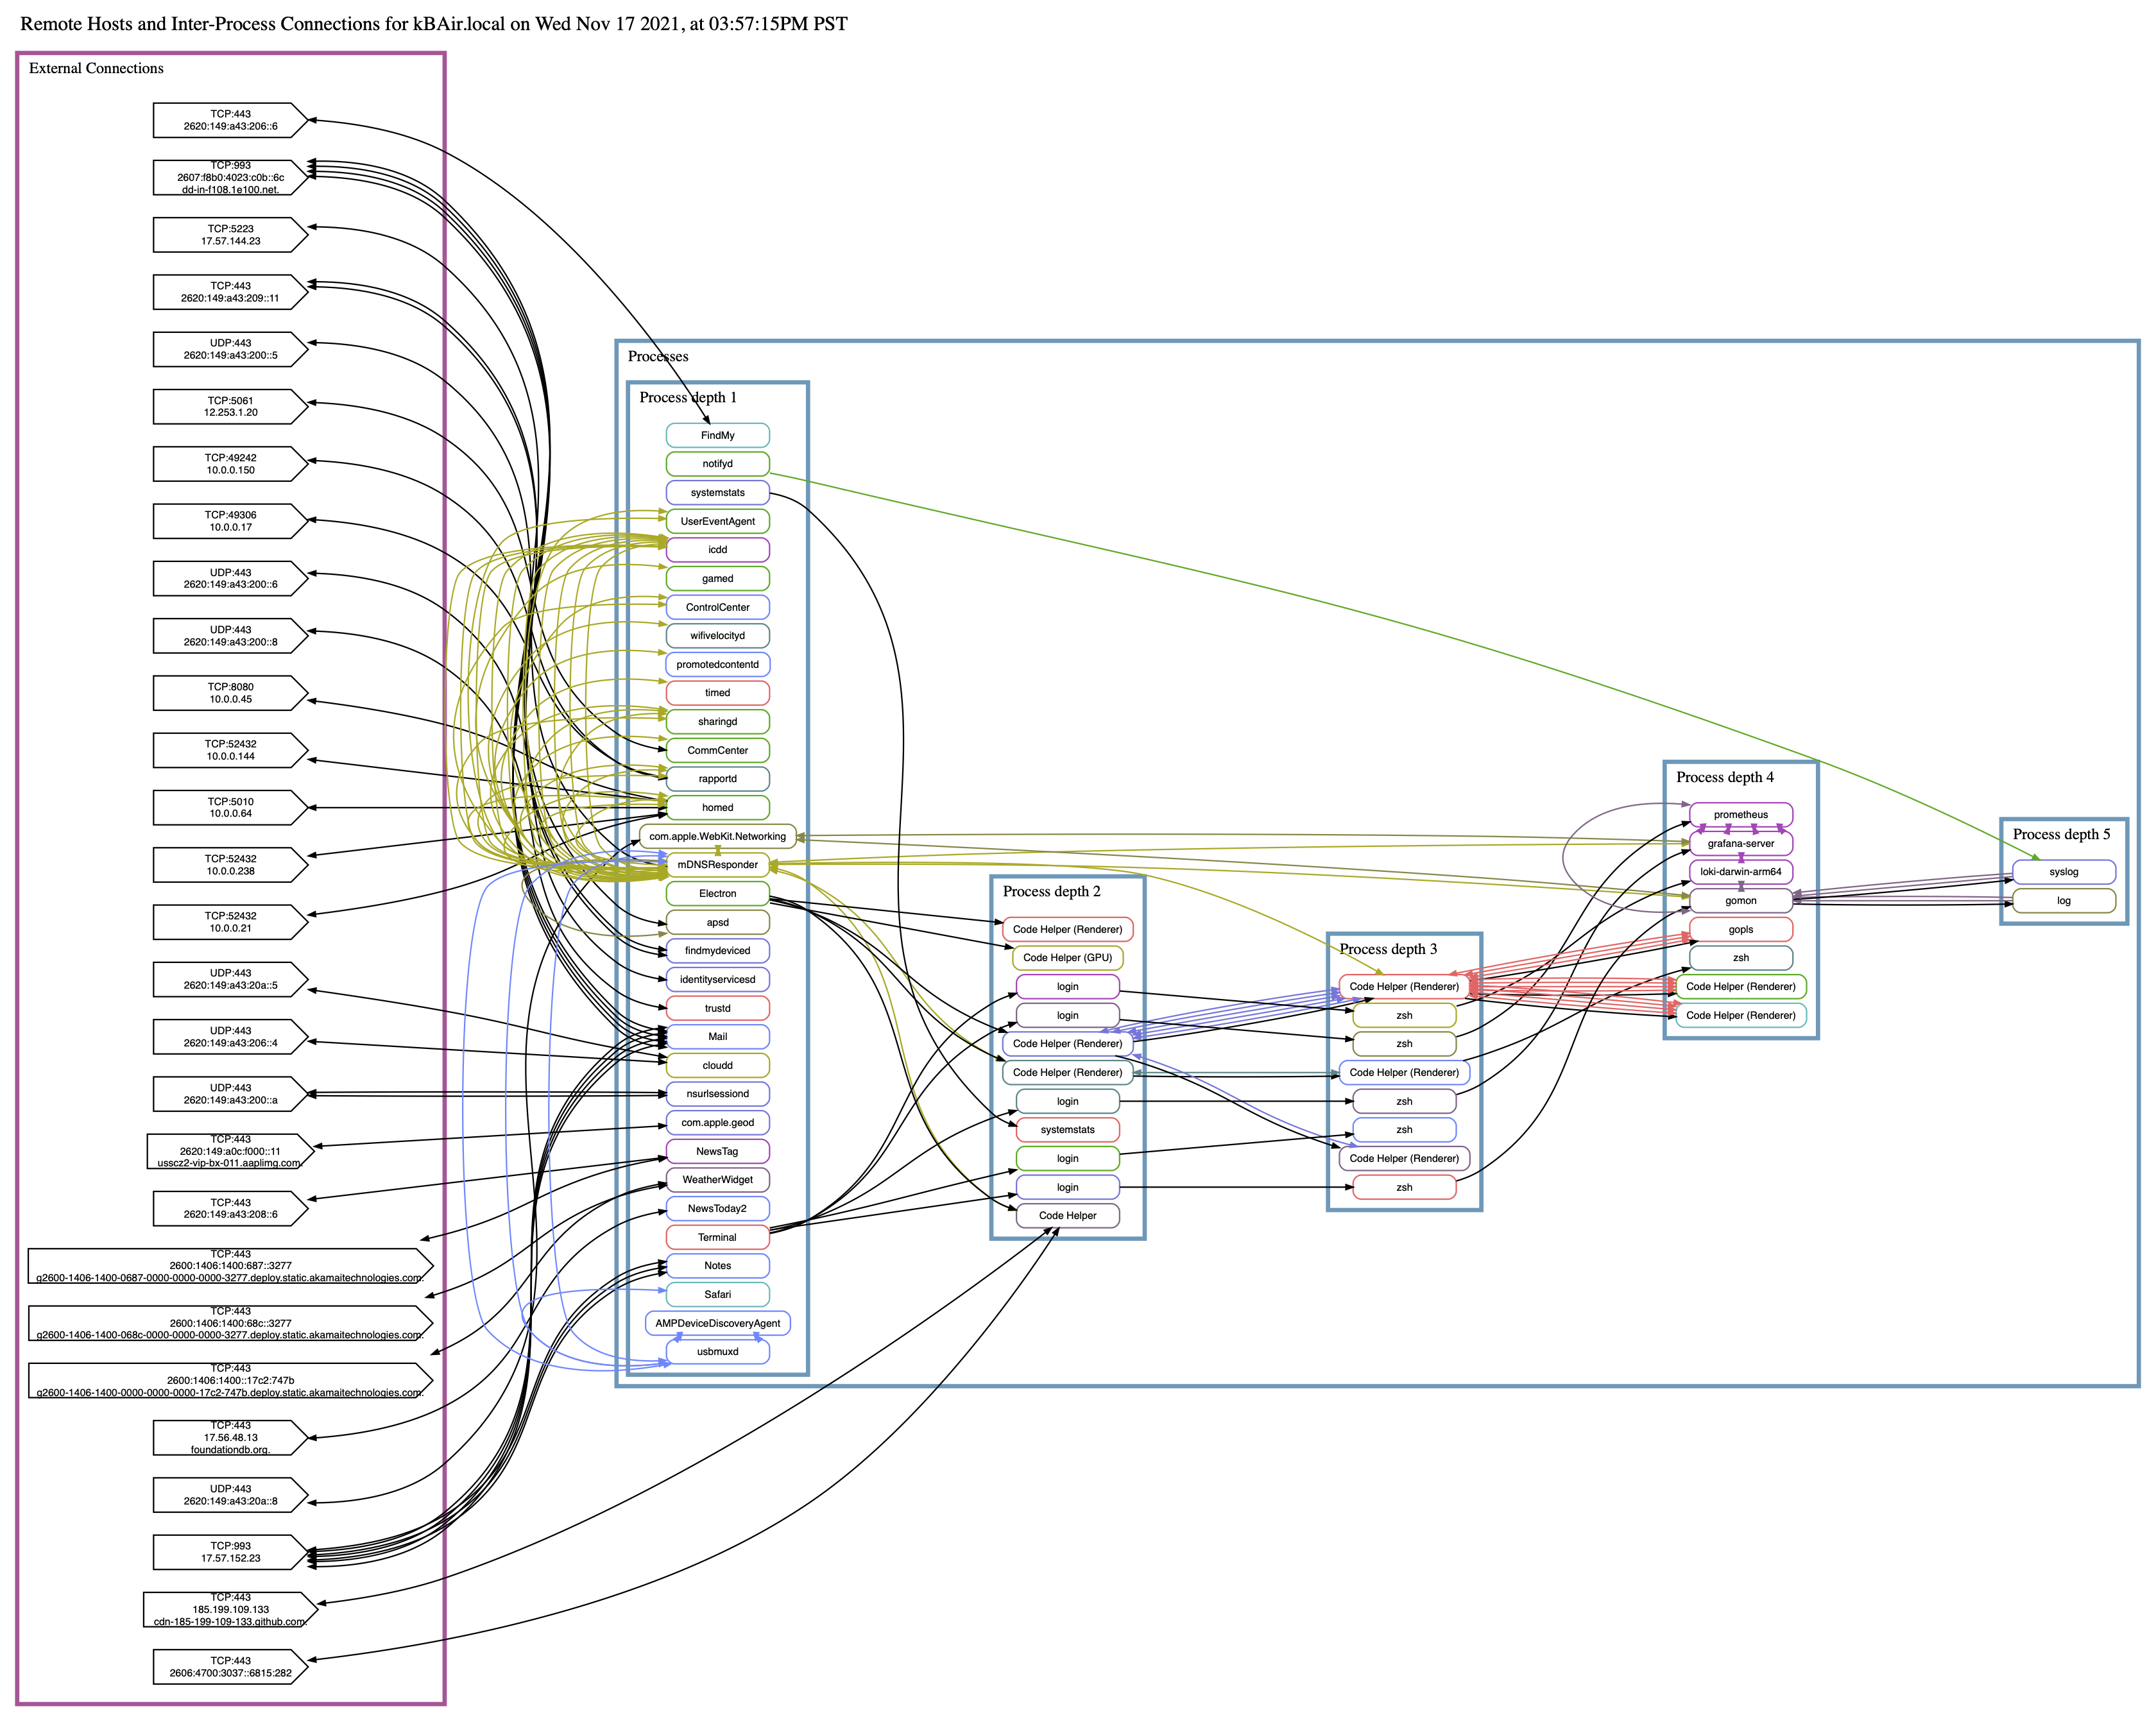 Remote Hosts and Inter-Process Connections for kBAir.local on Wed Nov 17 2021, at 03:57:15PM PST
External Connections
TCP:443
2620:149:a43:206::6
TCP:993
2607:f8b0:4023:c0b::6c
dd-in-f108.1e100.net.
TCP:5223
17.57.144.23
TCP:443
2620:149:a43:209::11
UDP:443
2620:149:a43:200::5
TCP:5061
12.253.1.20
TCP:49242
10.0.0.150
TCP:49306
10.0.0.17
UDP:443
2620:149:a43:200::6
UDP:443
2620:149:a43:200::8
TCP:8080
10.0.0.45
TCP:52432
10.0.0.144
TCP:5010
10.0.0.64
TCP:52432
10.0.0.238
TCP:52432
10.0.0.21
UDP:443
2620:149:a43:20a::5
UDP:443
2620:149:a43:206::4
UDP:443
2620:149:a43:200::a
TCP:443
2620:149:a0c:f000::11
usscz2-vip-bx-011.aaplimg.com.
TCP:443
2620:149:a43:208::6
TCP:443
2600:1406:1400:687::3277
g2600-1406-1400-0687-0000-0000-0000-3277.deploy.static.akamaitechnologies.com.
TCP:443
2600:1406:1400:68c::3277
g2600-1406-1400-068c-0000-0000-0000-3277.deploy.static.akamaitechnologies.com.
TCP:443
2600:1406:1400::17c2:747b
g2600-1406-1400-0000-0000-0000-17c2-747b.deploy.static.akamaitechnologies.com.
TCP:443
17.56.48.13
foundationdb.org.
UDP:443
2620:149:a43:20a::8
TCP:993
17.57.152.23
TCP:443
185.199.109.133
cdn-185-199-109-133.github.com.
TCP:443
2606:4700:3037::6815:282
Processes
Process depth 1
FindMy
notifyd
systemstats
UserEventAgent
icdd
gamed
ControlCenter
wifivelocityd
promotedcontentd
timed
sharingd
CommCenter
rapportd
homed
com.apple.WebKit.Networking
mDNSResponder
Electron
apsd
findmydeviced
identityservicesd
trustd
Mail
cloudd
nsurlsessiond
com.apple.geod
NewsTag
WeatherWidget
NewsToday2
Terminal
Notes
Safari
AMPDeviceDiscoveryAgent
usbmuxd
Process depth 2
Code Helper (Renderer)
Code Helper (GPU)
login
login
Code Helper (Renderer)
Code Helper (Renderer)
login
systemstats
login
login
Code Helper
Process depth 3
Code Helper (Renderer)
zsh
zsh
Code Helper (Renderer)
zsh
zsh
Code Helper (Renderer)
zsh
Process depth 4
prometheus
grafana-server
loki-darwin-arm64
gomon
gopls
zsh
Code Helper (Renderer)
Code Helper (Renderer)
Process depth 5
syslog
log